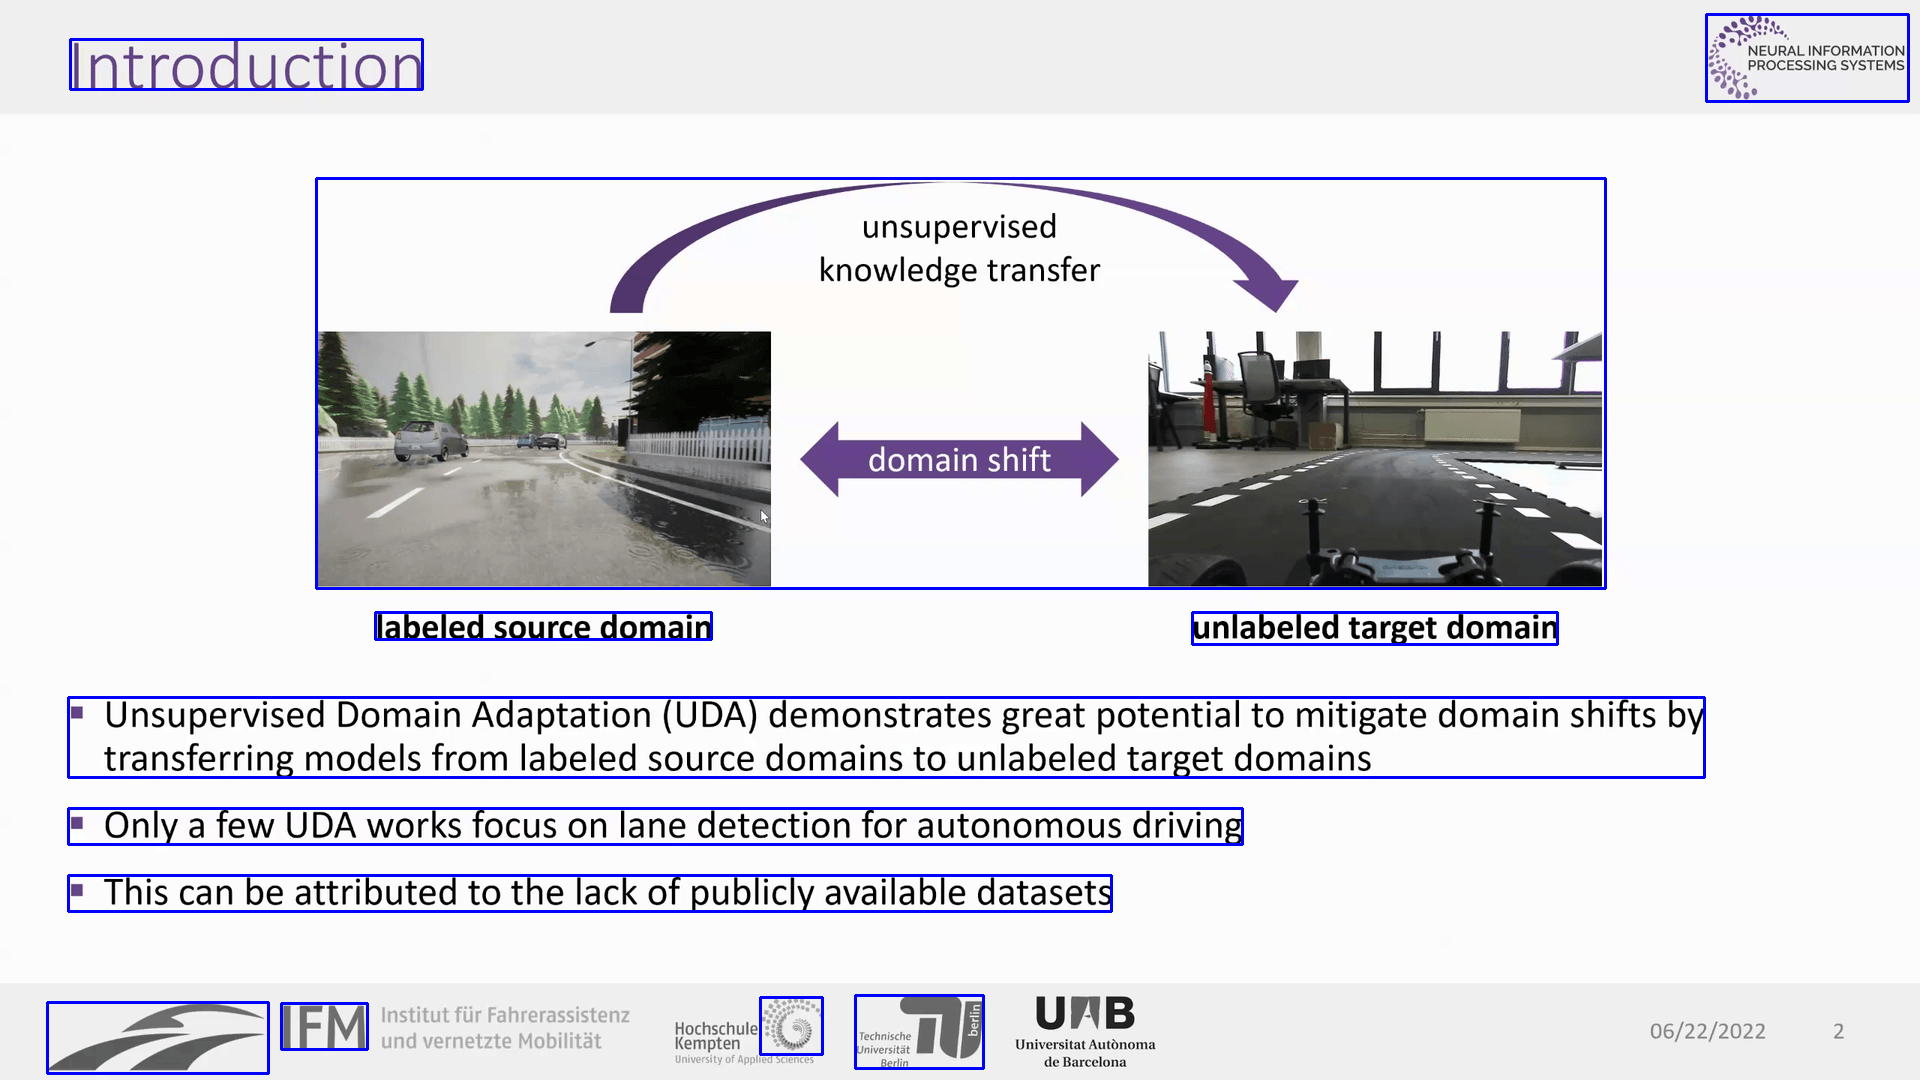 Introduction
NEURAL INFORMATION
PROCESSING SYSTEMS
unsupervised
knowledge transfer
domain shift
labeled source domain
unlabeled target domain
▪ Unsupervised Domain Adaptation (UDA) demonstrates great potential to mitigate domain shifts by
transferring models from labeled source domains to unlabeled target domains
▪ Only a few UDA works focus on lane detection for autonomous driving
▪ This can be attributed to the lack of publicly available datasets
IFM
Institut für Fahrerassistenz
und vernetzte Mobilität
Hochschule
Kempten
University of Applied Sciences
Technische
Universität
Berlin
berlin
UAB
Universitat Autònoma
de Barcelona
06/22/2022
2